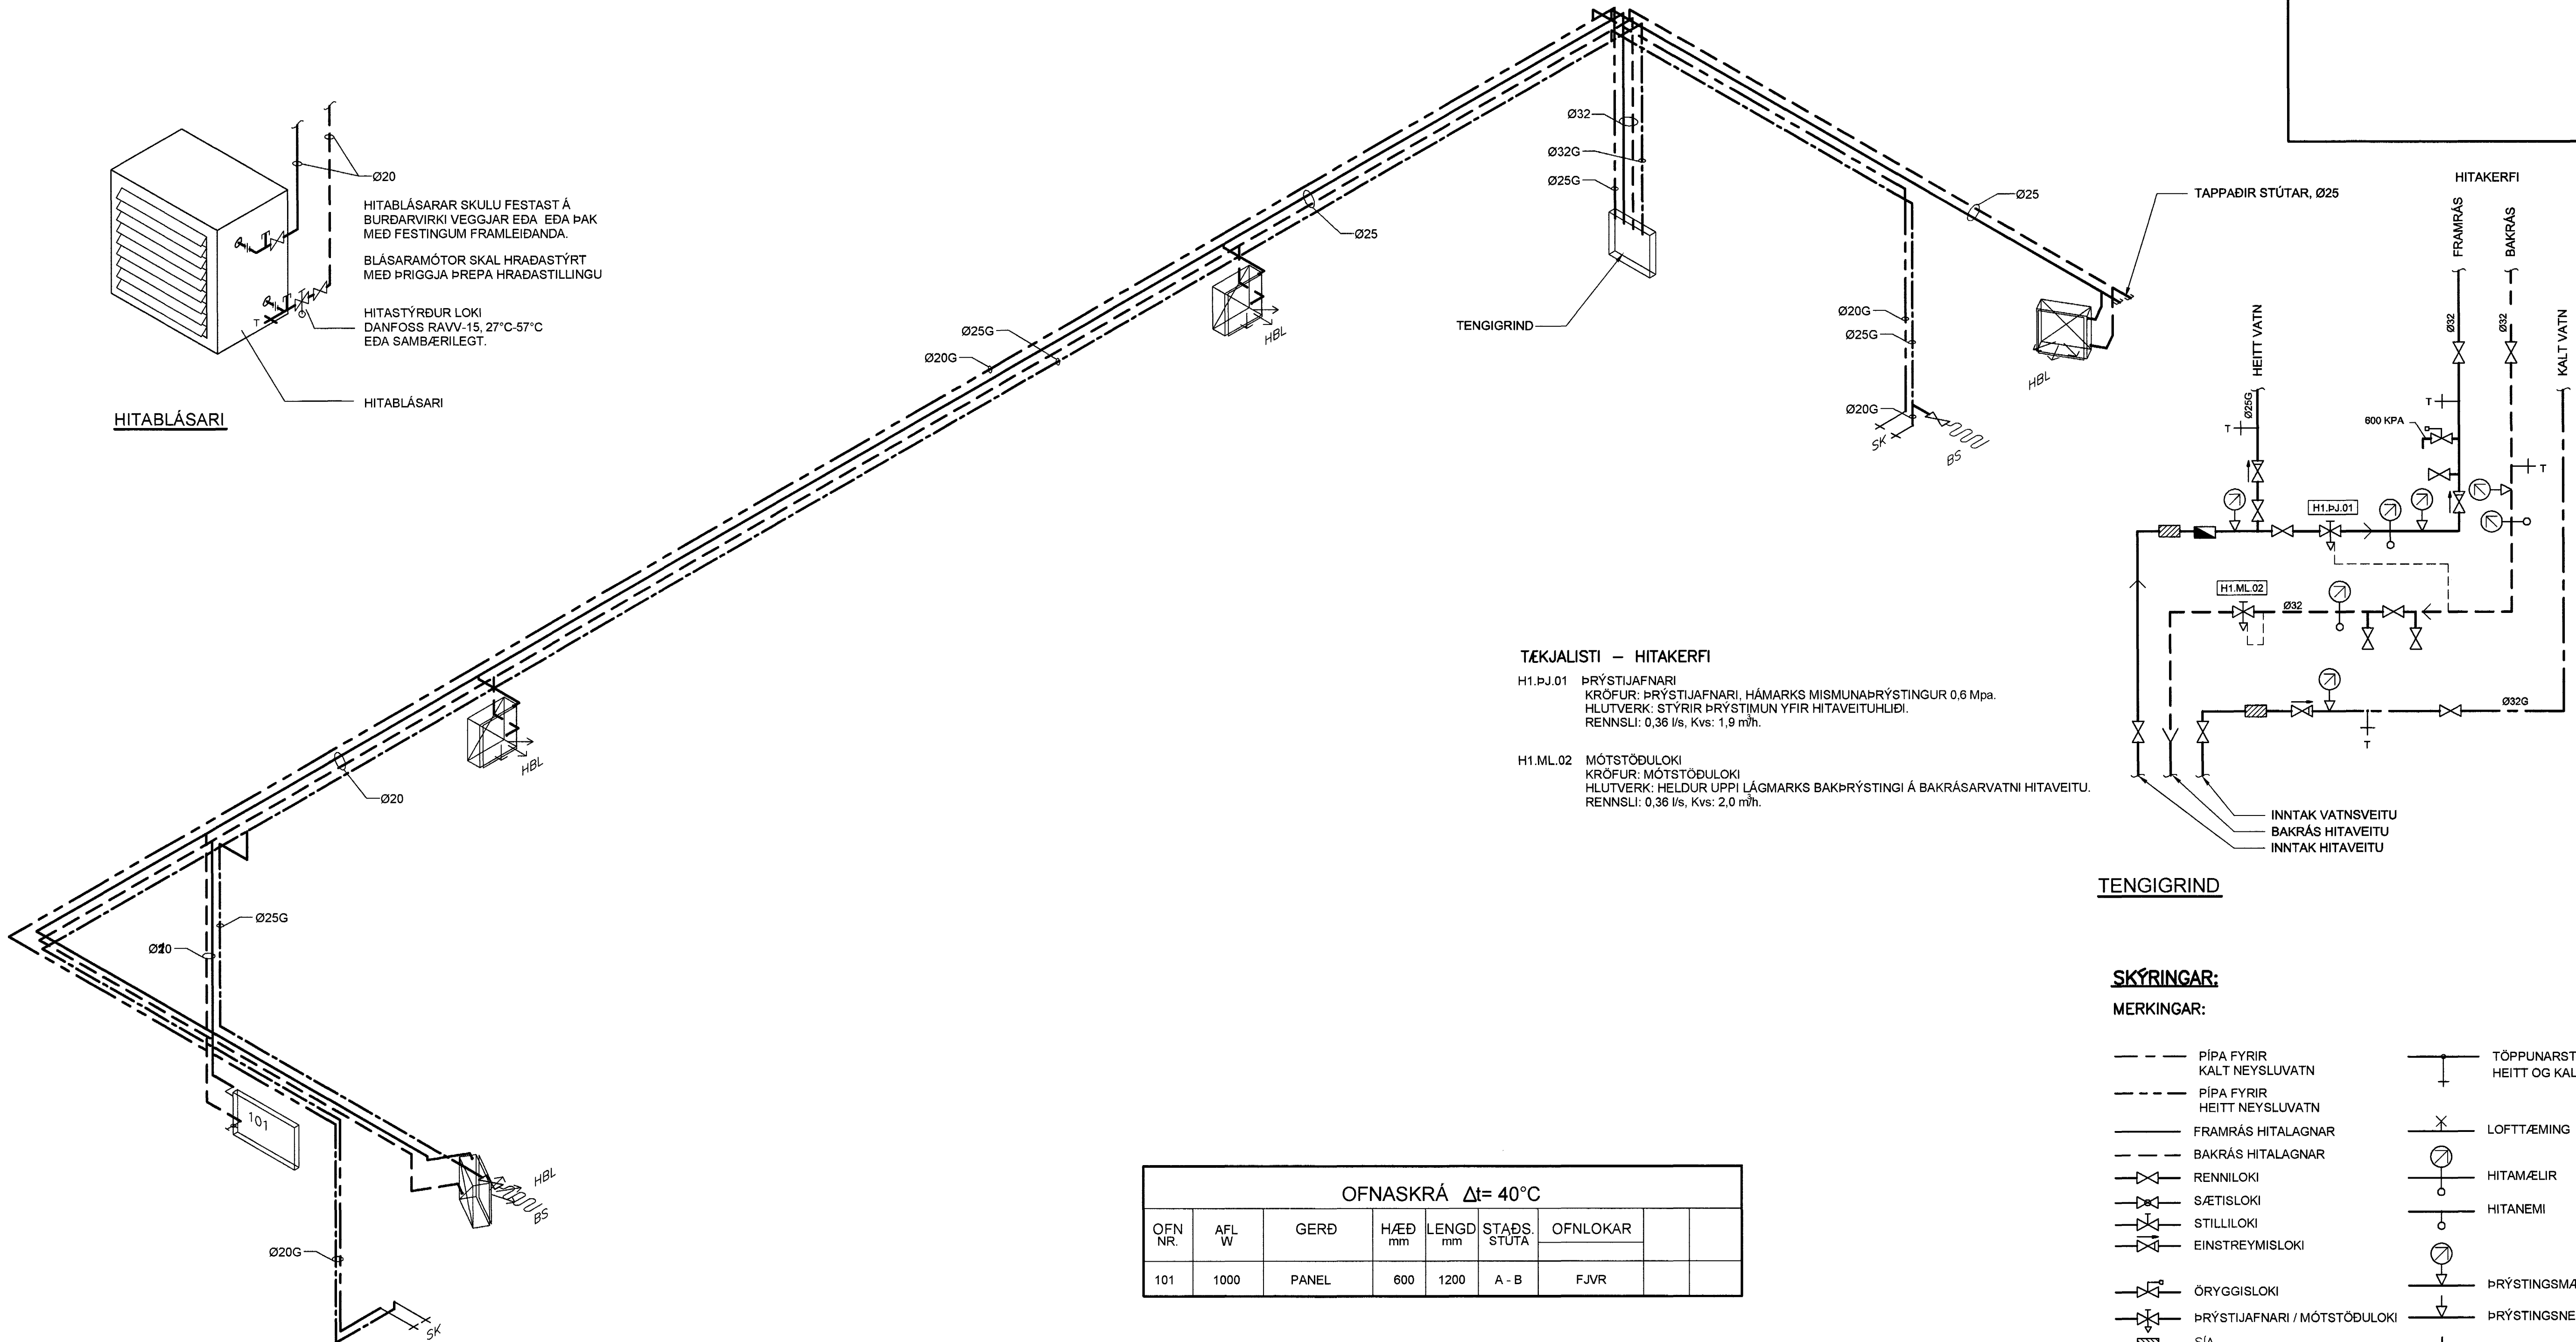 Ø20
HITABLÁSARAR SKULU FESTAST Á
BURÐARVIRKI VEGGJAR EÐA EÐA ÞAK
MEÐ FESTINGUM FRAMLEIÐANDA.
BLÁSARAMÓTOR SKAL HRAÐASTÝRT
MEÐ ÞRIGGJA ÞREPA HRAÐASTILLINGU
HITASTÝRÐUR LOKI
DANFOSS RAVV-15, 27°C-57°C
EÐA SAMBÆRILEGT.
T
HITABLÁSARI
HITABLÁSARI
Ø32
Ø32G
Ø25G
TENGIGRIND
Ø25
HBL
Ø25G
Ø20G
HBL
Ø20
Ø25
TAPPAÐIR STÚTAR, Ø25
Ø20G
Ø25G
HBL
Ø20G
SK
BS
Ø25G
101
HBL
BS
Ø20G
SK
HITAKERFI
FRAMRÁS
BAKRÁS
HEITT VATN
KALT VATN
Ø32
Ø32
Ø25G
T
T
600 KPA
T
H1.ÞJ.01
H1.ML.02
Ø32
Ø32G
T
INNTAK VATNSVEITU
BAKRÁS HITAVEITU
INNTAK HITAVEITU
TENGIGRIND
TÆKJALISTI – HITAKERFI
H1.ÞJ.01 ÞRÝSTIJAFNARI
KRÖFUR: ÞRÝSTIJAFNARI, HÁMARKS MISMUNAÞRÝSTINGUR 0,6 Mpa.
HLUTVERK: STÝRIR ÞRÝSTIMUN YFIR HITAVEITUHLIÐI.
RENNSLI: 0,36 l/s, Kvs: 1,9 m³/h.
H1.ML.02 MÓTSTÖÐULOKI
KRÖFUR: MÓTSTÖÐULOKI
HLUTVERK: HELDUR UPPI LÁGMARKS BAKÞRÝSTINGI Á BAKRÁSARVATNI HITAVEITU.
RENNSLI: 0,36 l/s, Kvs: 2,0 m³/h.
OFNASKRÁ Δt= 40°C
OFN NR. AFL W GERÐ HÆÐ mm LENGD mm STAÐS. STÚTA OFNLOKAR
101 1000 PANEL 600 1200 A - B FJVR
SKÝRINGAR:
MERKINGAR:
PÍPA FYRIR
KALT NEYSLUVATN
PÍPA FYRIR
HEITT NEYSLUVATN
FRAMRÁS HITALAGNAR
BAKRÁS HITALAGNAR
RENNILOKI
SÆTISLOKI
STILLILOKI
EINSTREYMISLOKI
ÖRYGGISLOKI
ÞRÝSTIJAFNARI / MÓTSTÖÐULOKI
TÖPPUNARST
HEITT OG KAL
LOFTTÆMING
HITAMÆLIR
HITANEMI
ÞRÝSTINGSMÆ
ÞRÝSTINGSNE